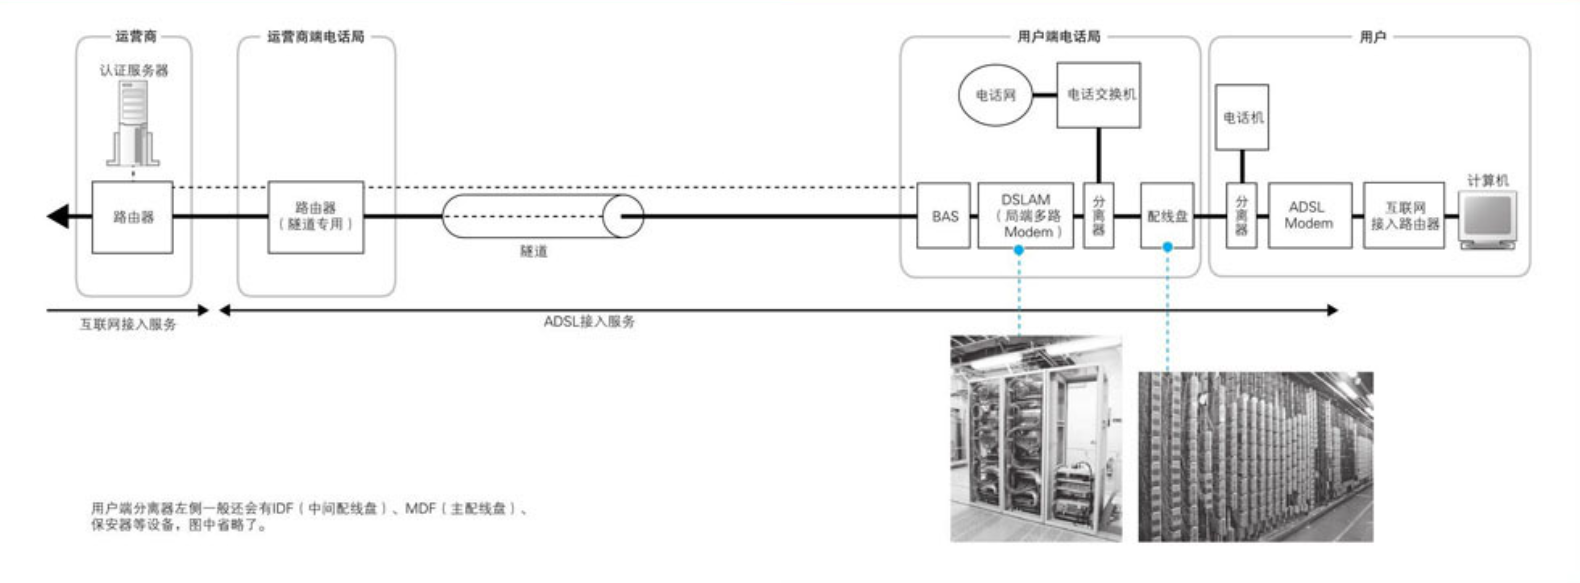 运营商
运营商端电话局
用户端电话局
用户
认证服务器
电话网
电话交换机
电话机
计算机
路由器
路由器
（隧道专用）
隧道
BAS
DSLAM
（局端多路
Modem）
分离器
配线盘
分离器
ADSL
Modem
互联网
接入路由器
互联网接入服务
ADSL接入服务
用户端分离器左侧一般还会有IDF（中间配线盘）、MDF（主配线盘）、
保安器等设备，图中省略了。